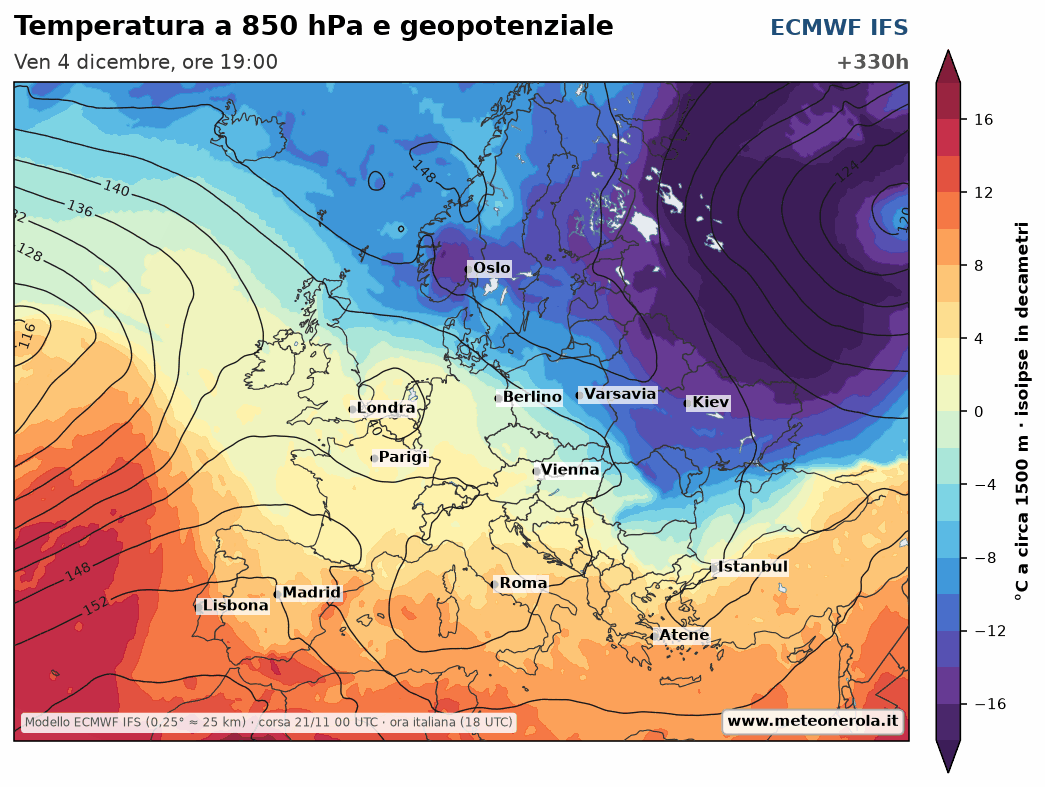 Temperatura a 850 hPa e geopotenziale
ECMWF IFS
Ven 4 dicembre, ore 19:00
+330h
148
140
136
32
128
116
124
120
Oslo
Londra
Berlino
Varsavia
Kiev
Parigi
Vienna
Istanbul
Roma
Madrid
Lisbona
Atene
148
152
16
12
8
4
0
−4
−8
−12
−16
°C a circa 1500 m · isoipse in decametri
Modello ECMWF IFS (0,25° ≈ 25 km) · corsa 21/11 00 UTC · ora italiana (18 UTC)
www.meteonerola.it